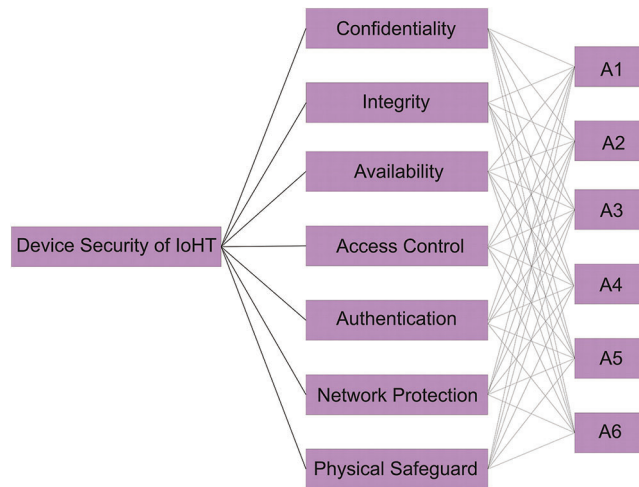 Device Security of IoHT
Confidentiality
Integrity
Availability
Access Control
Authentication
Network Protection
Physical Safeguard
A1
A2
A3
A4
A5
A6